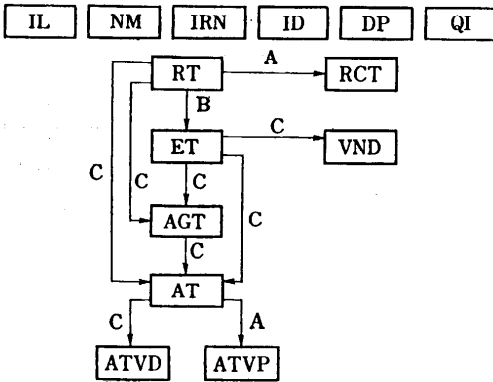 IL NM IRN ID DP QI
RT A RCT
B
ET C VND
C C C C
AGT
C
AT
C A
ATVD ATVP